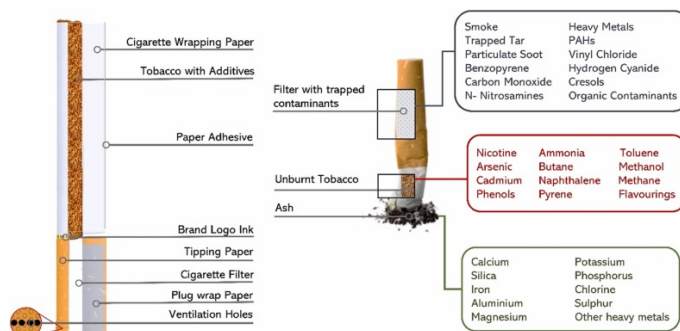 Cigarette Wrapping Paper
Tobacco with Additives
Paper Adhesive
Brand Logo Ink
Tipping Paper
Cigarette Filter
Plug wrap Paper
Ventilation Holes
Filter with trapped
contaminants
Unburnt Tobacco
Ash
Smoke Heavy Metals
Trapped Tar PAHs
Particulate Soot Vinyl Chloride
Benzopyrene Hydrogen Cyanide
Carbon Monoxide Cresols
N- Nitrosamines Organic Contaminants
Nicotine Ammonia Toluene
Arsenic Butane Methanol
Cadmium Naphthalene Methane
Phenols Pyrene Flavourings
Calcium Potassium
Silica Phosphorus
Iron Chlorine
Aluminium Sulphur
Magnesium Other heavy metals